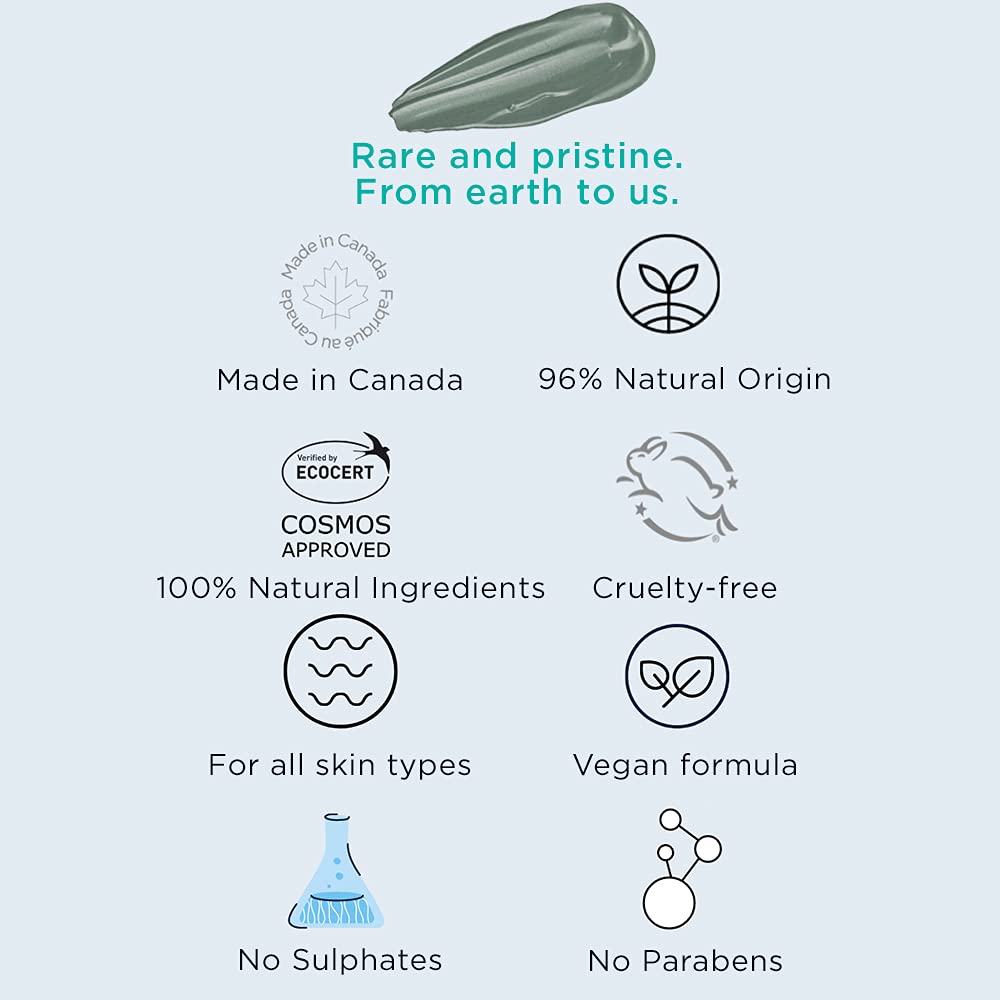 Rare and pristine.
From earth to us.
Made in Canada
Fabriqué au Canada
Made in Canada
96% Natural Origin
Verified by
ECOCERT
COSMOS
APPROVED
®
100% Natural Ingredients
Cruelty-free
For all skin types
Vegan formula
No Sulphates
No Parabens